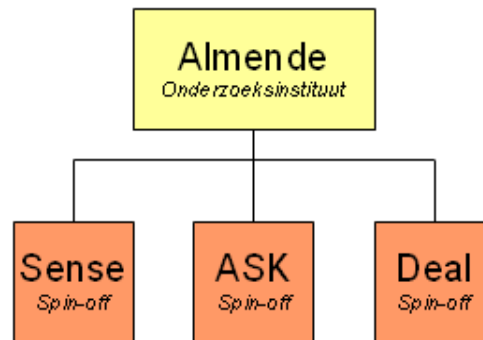 Almende
Onderzoeksinstituut
Sense
Spin-off
ASK
Spin-off
Deal
Spin-off